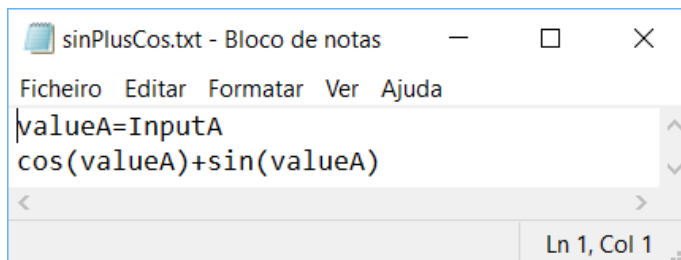 sinPlusCos.txt - Bloco de notas
Ficheiro Editar Formatar Ver Ajuda
valueA=InputA
cos(valueA)+sin(valueA)
Ln 1, Col 1